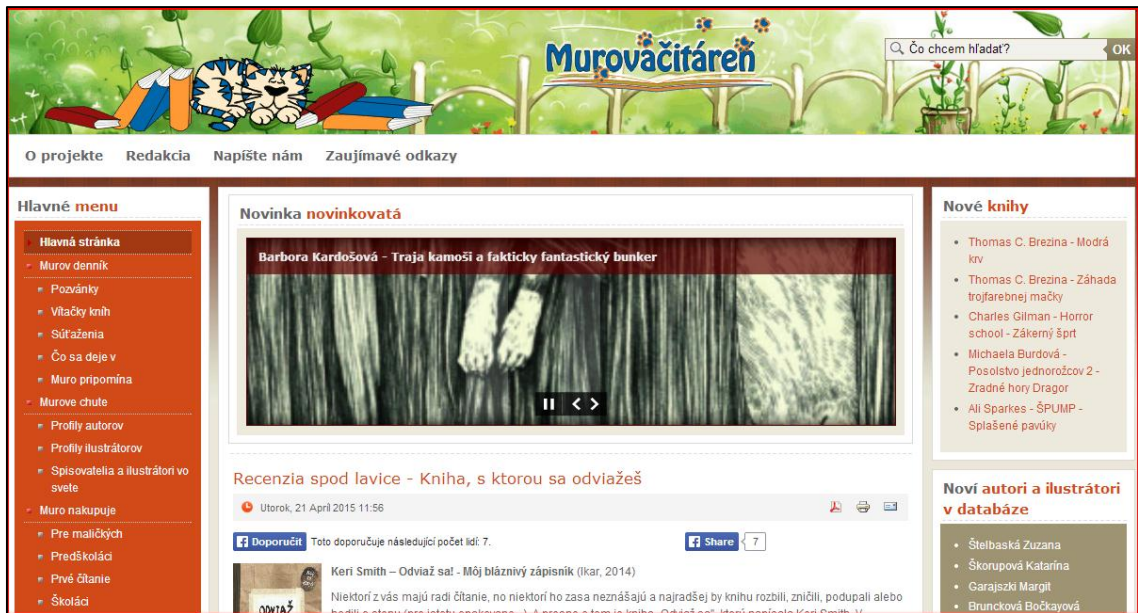 Murovačitáreň
Čo chcem hľadať?
OK
O projekte Redakcia Napíšte nám Zaujímavé odkazy
Hlavné menu
Hlavná stránka
Murov denník
Pozvánky
Vítačky kníh
Súťaženia
Čo sa deje v
Muro pripomína
Murove chute
Profily autorov
Profily ilustrátorov
Spisovatelia a ilustrátori vo
svete
Muro nakupuje
Pre maličkých
Predškoláci
Prvé čítanie
Školáci
Novinka novinkovatá
Barbora Kardošová - Traja kamoši a fakticky fantastický bunker
Recenzia spod lavice - Kniha, s ktorou sa odviažeš
Utorok, 21 Apríl 2015 11:56
Doporučit Toto doporučuje následující počet lidí: 7.
Share 7
Keri Smith – Odviaž sa! - Môj bláznivý zápisník (Ikar, 2014)
Niektorí z vás majú radi čítanie, no niektorí ho zasa neznášajú a najradšej by knihu rozbili, zničili, podupali alebo
ODVIAŽ
Nové knihy
Thomas C. Brezina - Modrá
krv
Thomas C. Brezina - Záhada
trojfarebnej mačky
Charles Gilman - Horror
school - Zákerný šprt
Michaela Burdová -
Posolstvo jednorožcov 2 -
Zradné hory Dragor
Ali Sparkes - ŠPUMP -
Splašené pavúky
Noví autori a ilustrátori
v databáze
Štelbaská Zuzana
Škorupová Katarína
Garajszki Margit
Bruncková Bočkayová